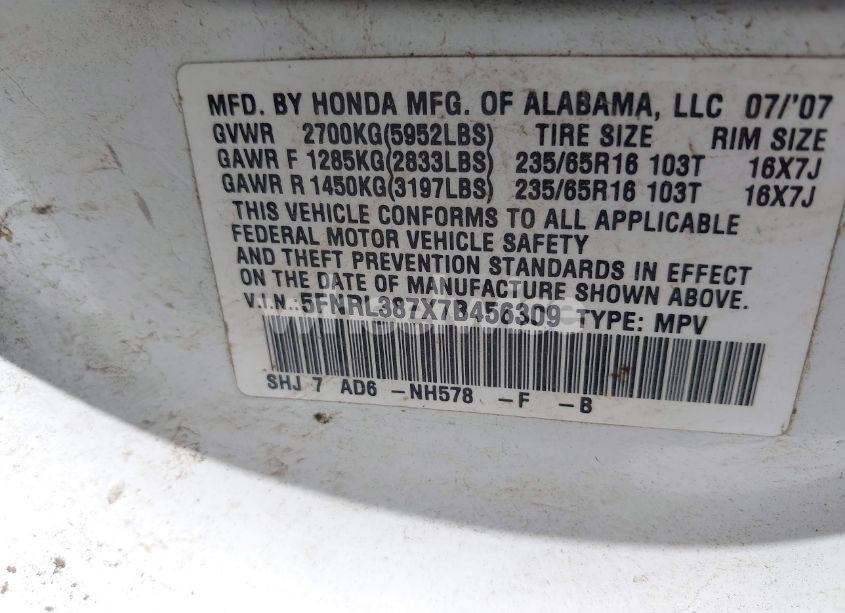 MFD. BY HONDA MFG. OF ALABAMA, LLC 07/'07
GVWR 2700KG(5952LBS) TIRE SIZE RIM SIZE
GAWR F 1285KG(2833LBS) 235/65R16 103T 16X7J
GAWR R 1450KG(3197LBS) 235/65R16 103T 16X7J
THIS VEHICLE CONFORMS TO ALL APPLICABLE
FEDERAL MOTOR VEHICLE SAFETY
AND THEFT PREVENTION STANDARDS IN EFFECT
ON THE DATE OF MANUFACTURE SHOWN ABOVE.
V.I.N.:5FNRL387X7B456309 TYPE: MPV
SHJ 7 AD6 -NH578 -F -B